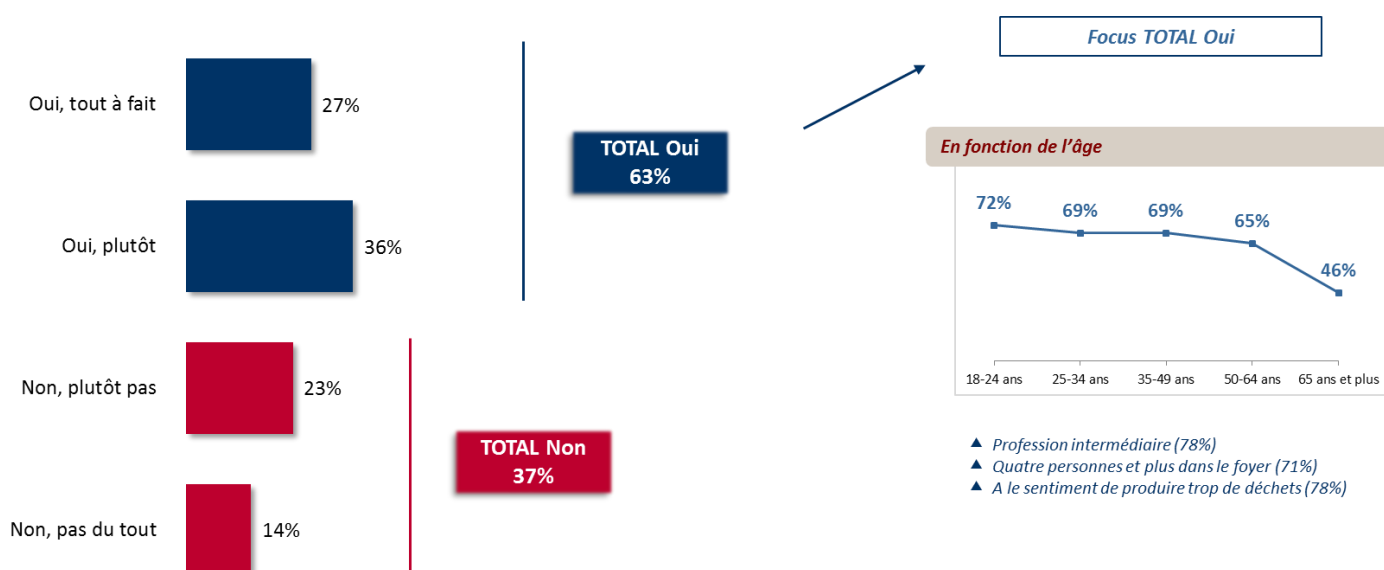 Oui, tout à fait
27%
Oui, plutôt
36%
Non, plutôt pas
23%
Non, pas du tout
14%
TOTAL Oui
63%
TOTAL Non
37%
Focus TOTAL Oui
En fonction de l’âge
72%
69%
69%
65%
46%
18-24 ans
25-34 ans
35-49 ans
50-64 ans
65 ans et plus
▲ Profession intermédiaire (78%)
▲ Quatre personnes et plus dans le foyer (71%)
▲ A le sentiment de produire trop de déchets (78%)